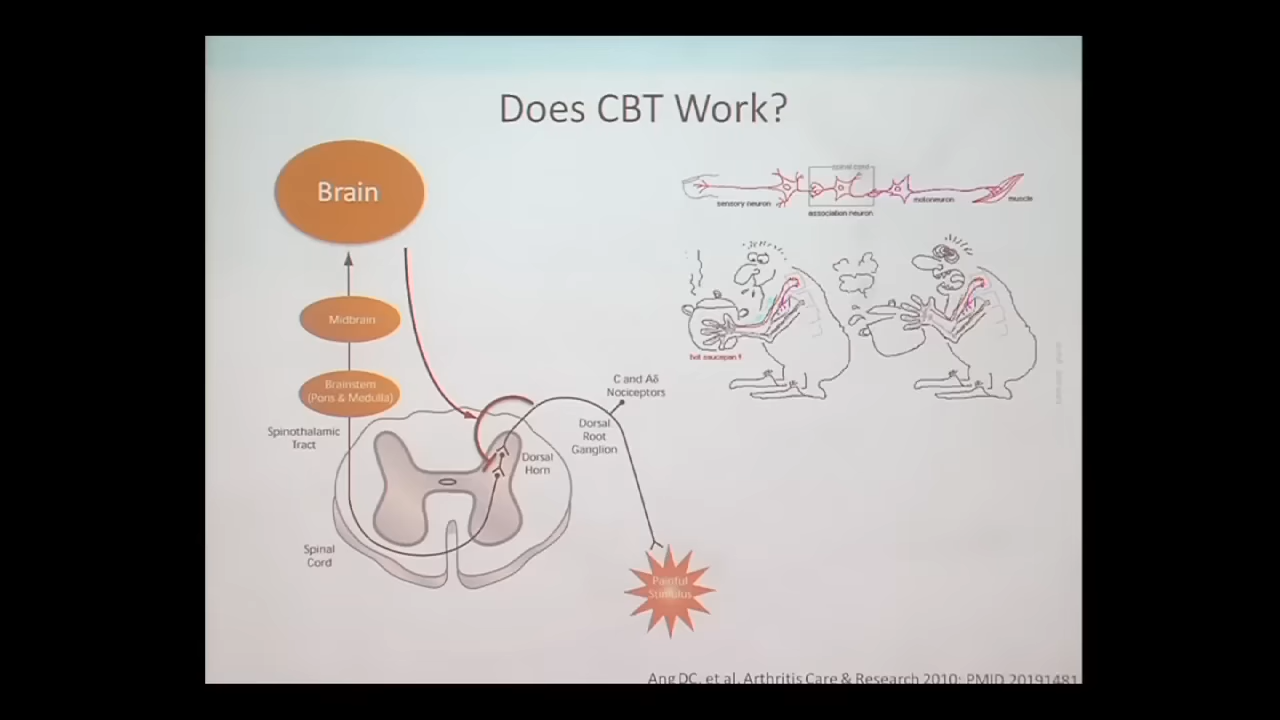 Does CBT Work?
Brain
Midbrain
Brainstem
(Pons & Medulla)
Spinothalamic
Tract
Spinal
Cord
Dorsal
Horn
C and Aδ
Nociceptors
Dorsal
Root
Ganglion
Painful
Stimulus
spinal cord
sensory neuron
association neuron
motoneuron
muscle
hot saucepan !
Ang DC, et al. Arthritis Care & Research 2010; PMID 20191481